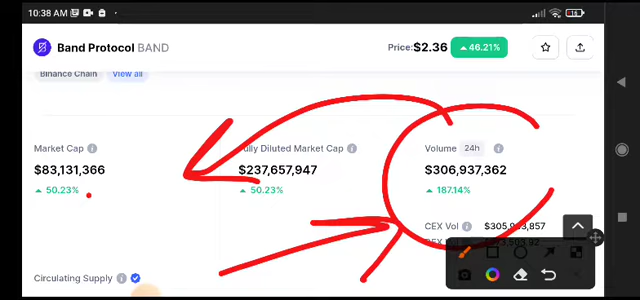 10:38 AM
15
Band Protocol BAND
Price: $2.36 46.21%
Binance Chain View all
Market Cap
$83,131,366
50.23%
Fully Diluted Market Cap
$237,657,947
50.23%
Volume 24h
$306,937,362
187.14%
CEX Vol
Circulating Supply